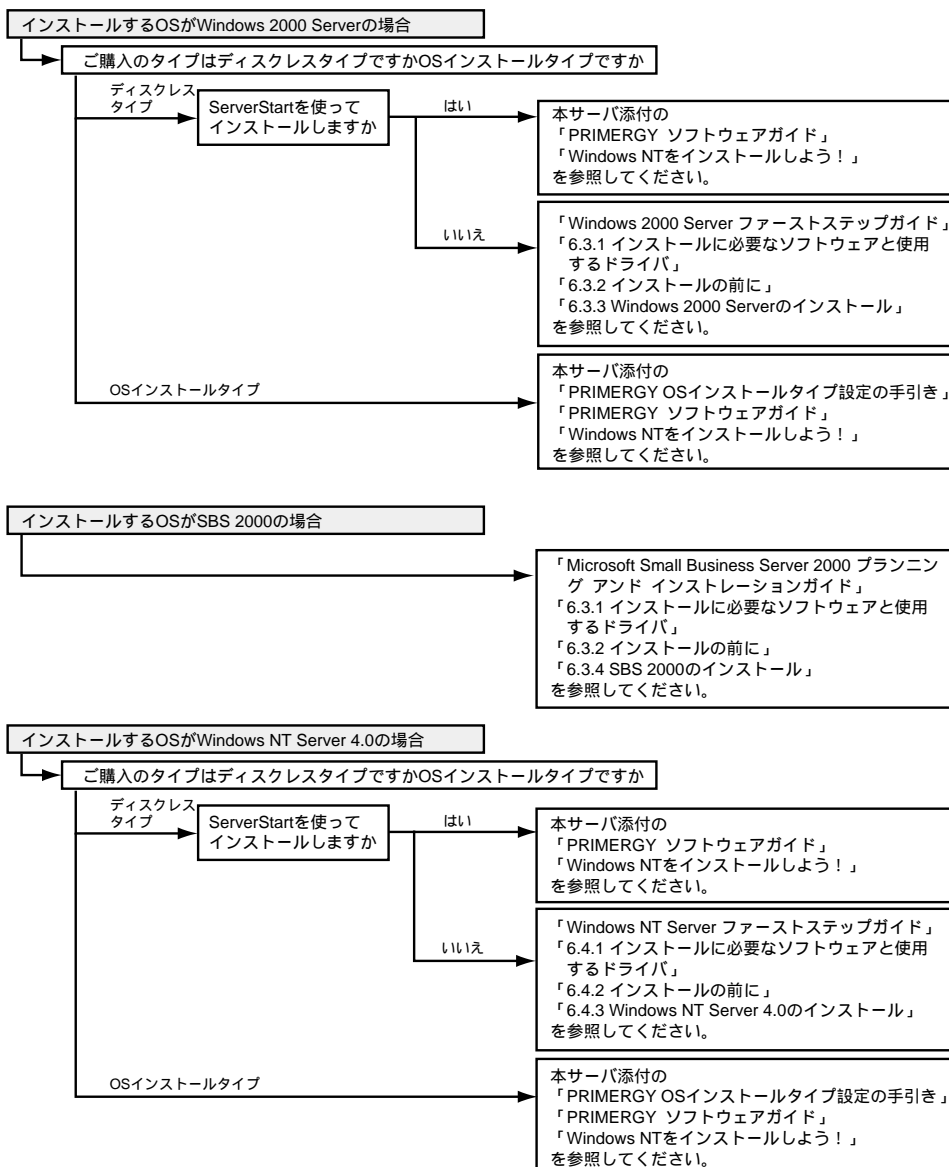 インストールするOSがWindows 2000 Serverの場合
ご購入のタイプはディスクレスタイプですかOSインストールタイプですか
ディスクレス
タイプ
ServerStartを使って
インストールしますか
はい
本サーバ添付の
「PRIMERGY ソフトウェアガイド」
「Windows NTをインストールしよう！」
を参照してください。
いいえ
「Windows 2000 Server ファーストステップガイド」
「6.3.1 インストールに必要なソフトウェアと使用
するドライバ」
「6.3.2 インストールの前に」
「6.3.3 Windows 2000 Serverのインストール」
を参照してください。
OSインストールタイプ
本サーバ添付の
「PRIMERGY OSインストールタイプ設定の手引き」
「PRIMERGY ソフトウェアガイド」
「Windows NTをインストールしよう！」
を参照してください。
インストールするOSがSBS 2000の場合
「Microsoft Small Business Server 2000 プランニン
グ アンド インストレーションガイド」
「6.3.1 インストールに必要なソフトウェアと使用
するドライバ」
「6.3.2 インストールの前に」
「6.3.4 SBS 2000のインストール」
を参照してください。
インストールするOSがWindows NT Server 4.0の場合
ご購入のタイプはディスクレスタイプですかOSインストールタイプですか
ディスクレス
タイプ
ServerStartを使って
インストールしますか
はい
本サーバ添付の
「PRIMERGY ソフトウェアガイド」
「Windows NTをインストールしよう！」
を参照してください。
いいえ
「Windows NT Server ファーストステップガイド」
「6.4.1 インストールに必要なソフトウェアと使用
するドライバ」
「6.4.2 インストールの前に」
「6.4.3 Windows NT Server 4.0のインストール」
を参照してください。
OSインストールタイプ
本サーバ添付の
「PRIMERGY OSインストールタイプ設定の手引き」
「PRIMERGY ソフトウェアガイド」
「Windows NTをインストールしよう！」
を参照してください。